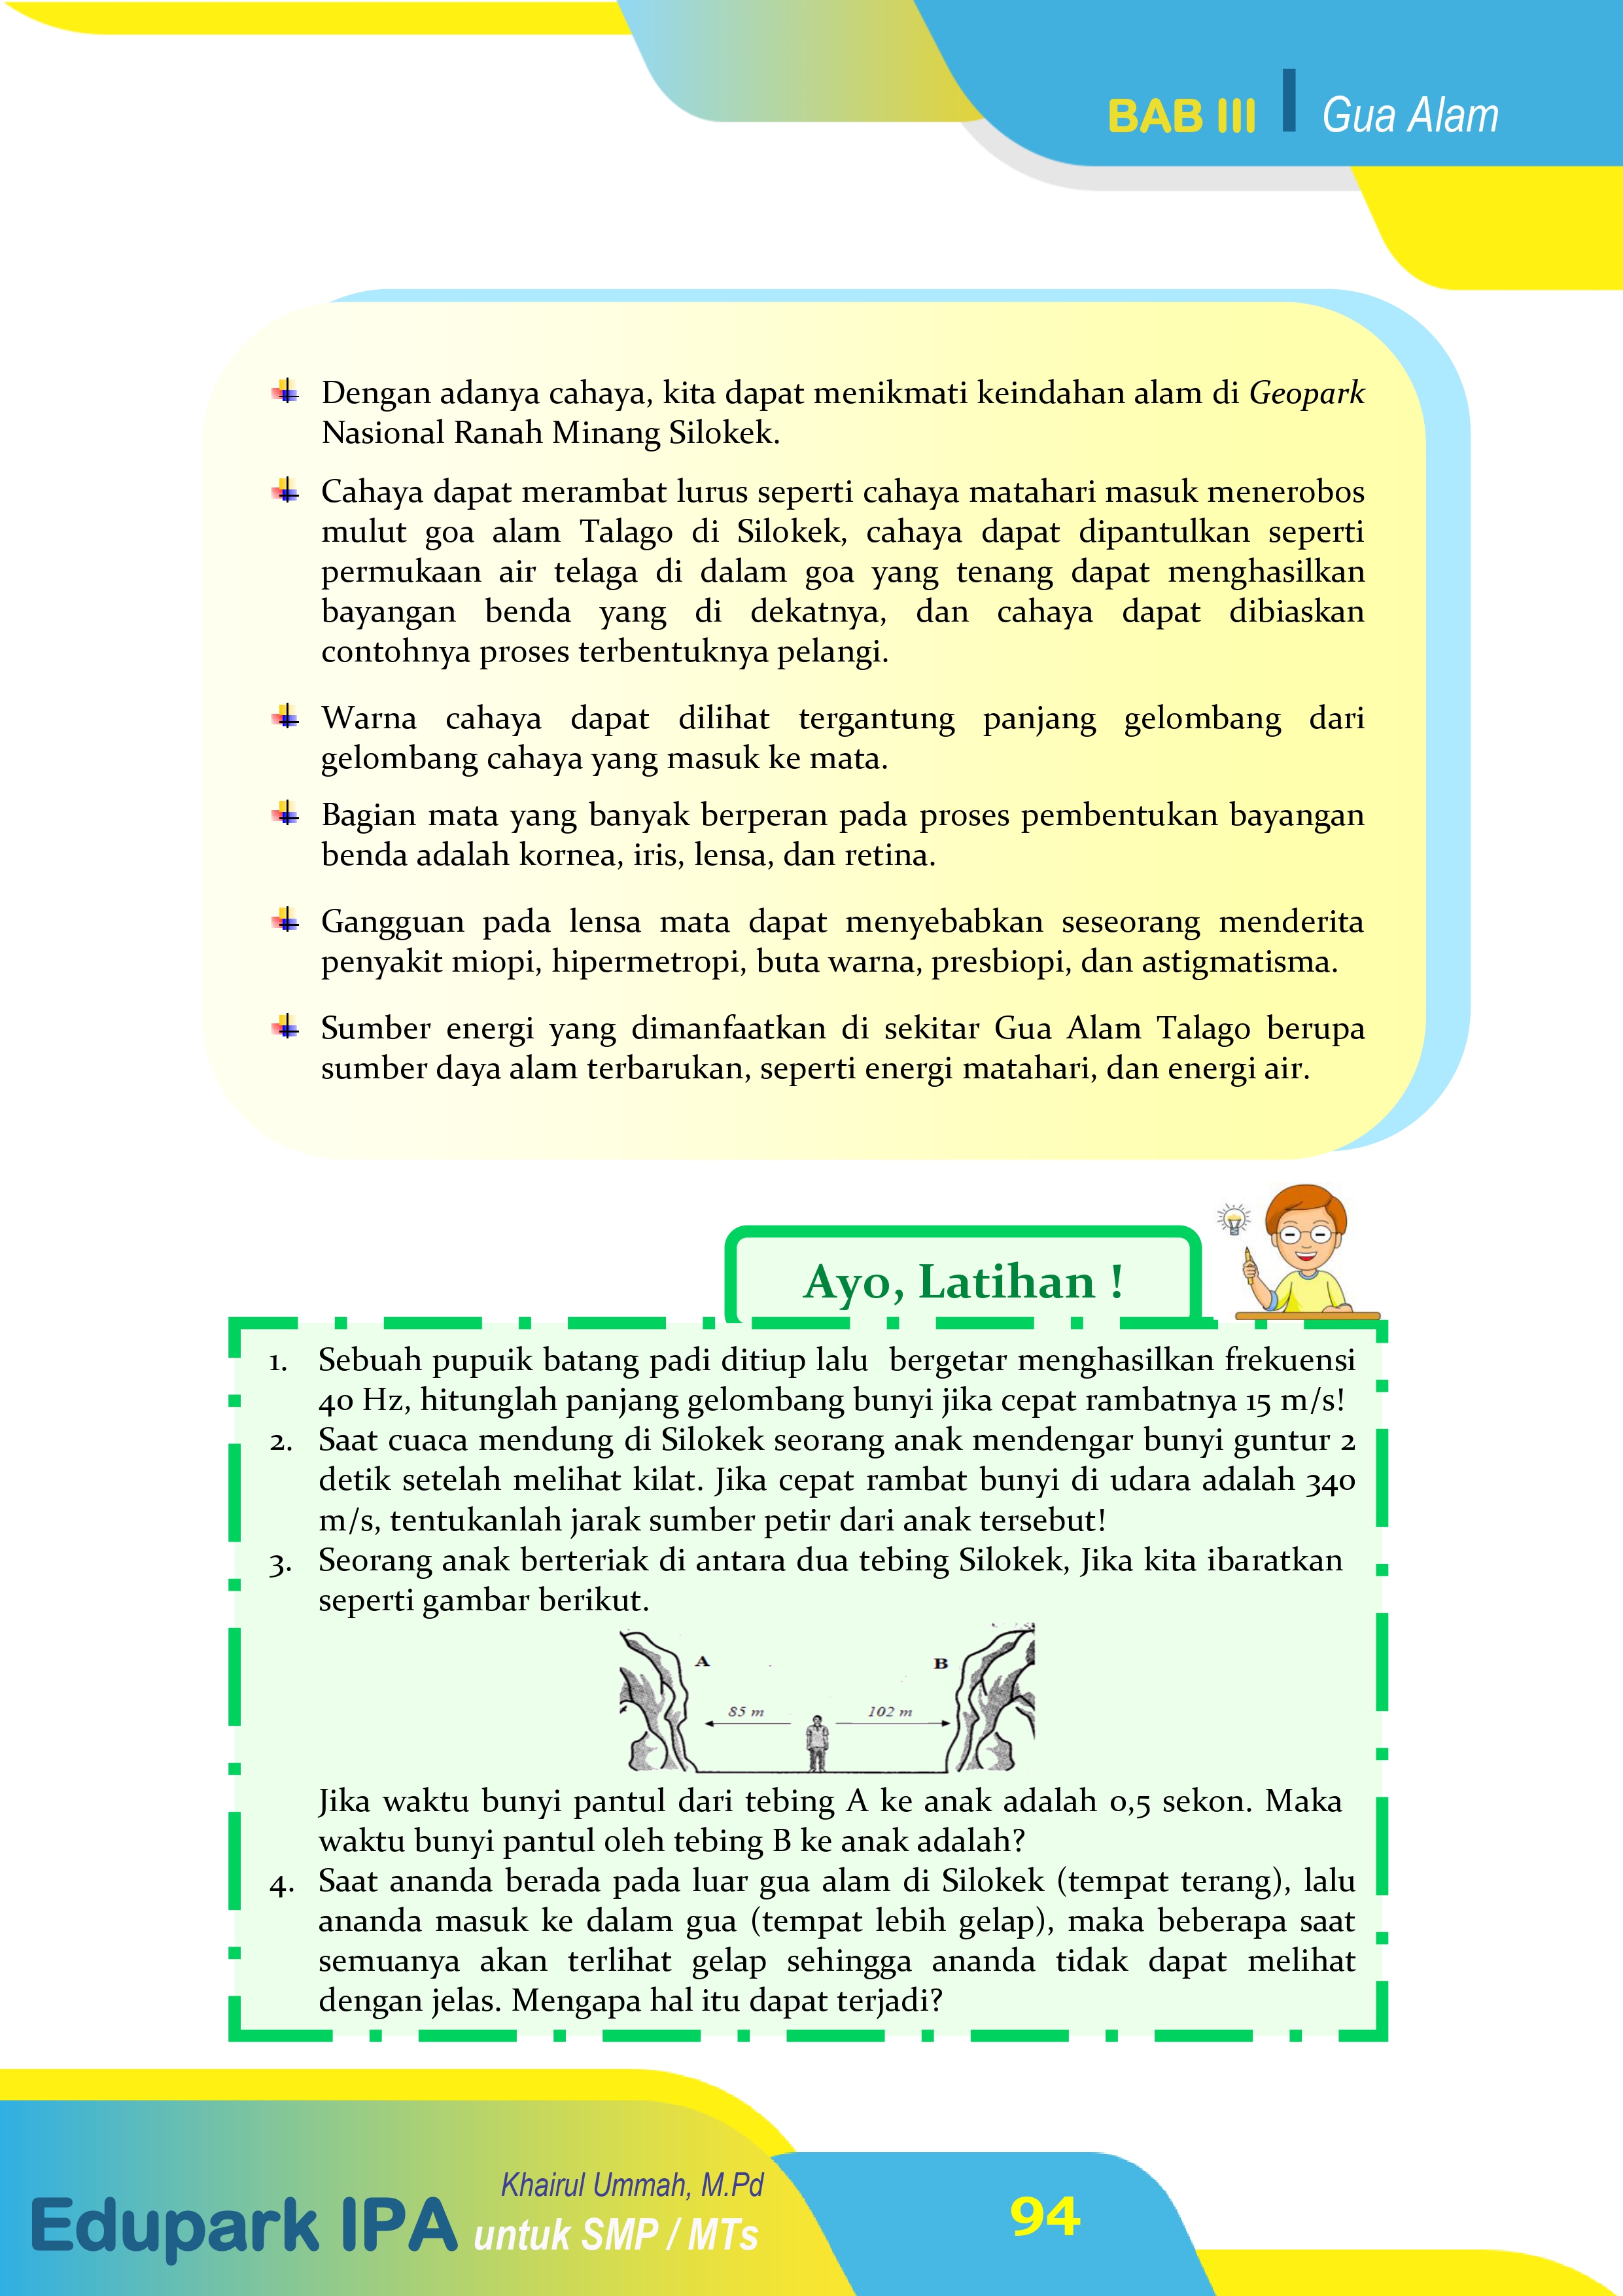 BAB III Gua Alam
Dengan adanya cahaya, kita dapat menikmati keindahan alam di Geopark
Nasional Ranah Minang Silokek.
Cahaya dapat merambat lurus seperti cahaya matahari masuk menerobos
mulut goa alam Talago di Silokek, cahaya dapat dipantulkan seperti
permukaan air telaga di dalam goa yang tenang dapat menghasilkan
bayangan benda yang di dekatnya, dan cahaya dapat dibiaskan
contohnya proses terbentuknya pelangi.
Warna cahaya dapat dilihat tergantung panjang gelombang dari
gelombang cahaya yang masuk ke mata.
Bagian mata yang banyak berperan pada proses pembentukan bayangan
benda adalah kornea, iris, lensa, dan retina.
Gangguan pada lensa mata dapat menyebabkan seseorang menderita
penyakit miopi, hipermetropi, buta warna, presbiopi, dan astigmatisma.
Sumber energi yang dimanfaatkan di sekitar Gua Alam Talago berupa
sumber daya alam terbarukan, seperti energi matahari, dan energi air.
Ayo, Latihan !
1. Sebuah pupuik batang padi ditiup lalu bergetar menghasilkan frekuensi
40 Hz, hitunglah panjang gelombang bunyi jika cepat rambatnya 15 m/s!
2. Saat cuaca mendung di Silokek seorang anak mendengar bunyi guntur 2
detik setelah melihat kilat. Jika cepat rambat bunyi di udara adalah 340
m/s, tentukanlah jarak sumber petir dari anak tersebut!
3. Seorang anak berteriak di antara dua tebing Silokek, Jika kita ibaratkan
seperti gambar berikut.
A B
85 m 102 m
Jika waktu bunyi pantul dari tebing A ke anak adalah 0,5 sekon. Maka
waktu bunyi pantul oleh tebing B ke anak adalah?
4. Saat ananda berada pada luar gua alam di Silokek (tempat terang), lalu
ananda masuk ke dalam gua (tempat lebih gelap), maka beberapa saat
semuanya akan terlihat gelap sehingga ananda tidak dapat melihat
dengan jelas. Mengapa hal itu dapat terjadi?
Khairul Ummah, M.Pd
Edupark IPA untuk SMP / MTs
94